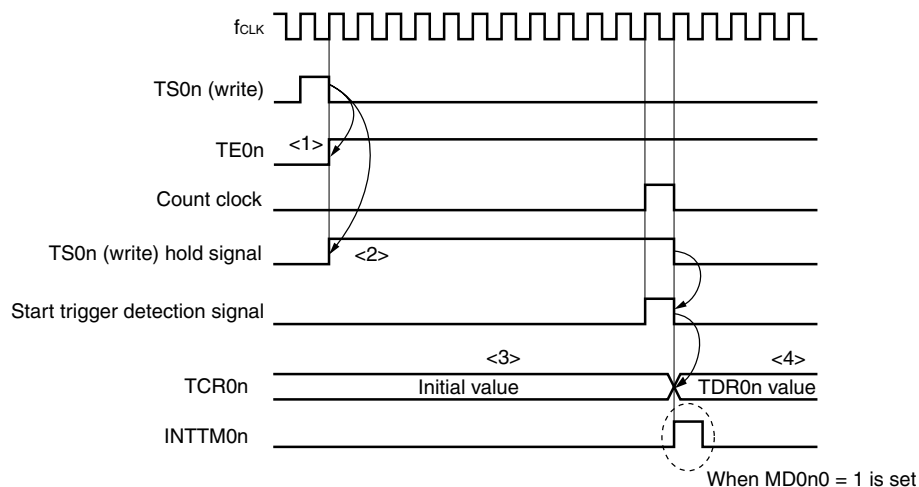 fCLK
TS0n (write)
<1>
TE0n
Count clock
TS0n (write) hold signal
<2>
Start trigger detection signal
<3>
<4>
TCR0n
Initial value
TDR0n value
INTTM0n
When MD0n0 = 1 is set